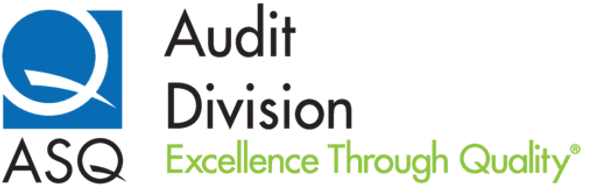 Audit
Division
ASQ
Excellence Through Quality®